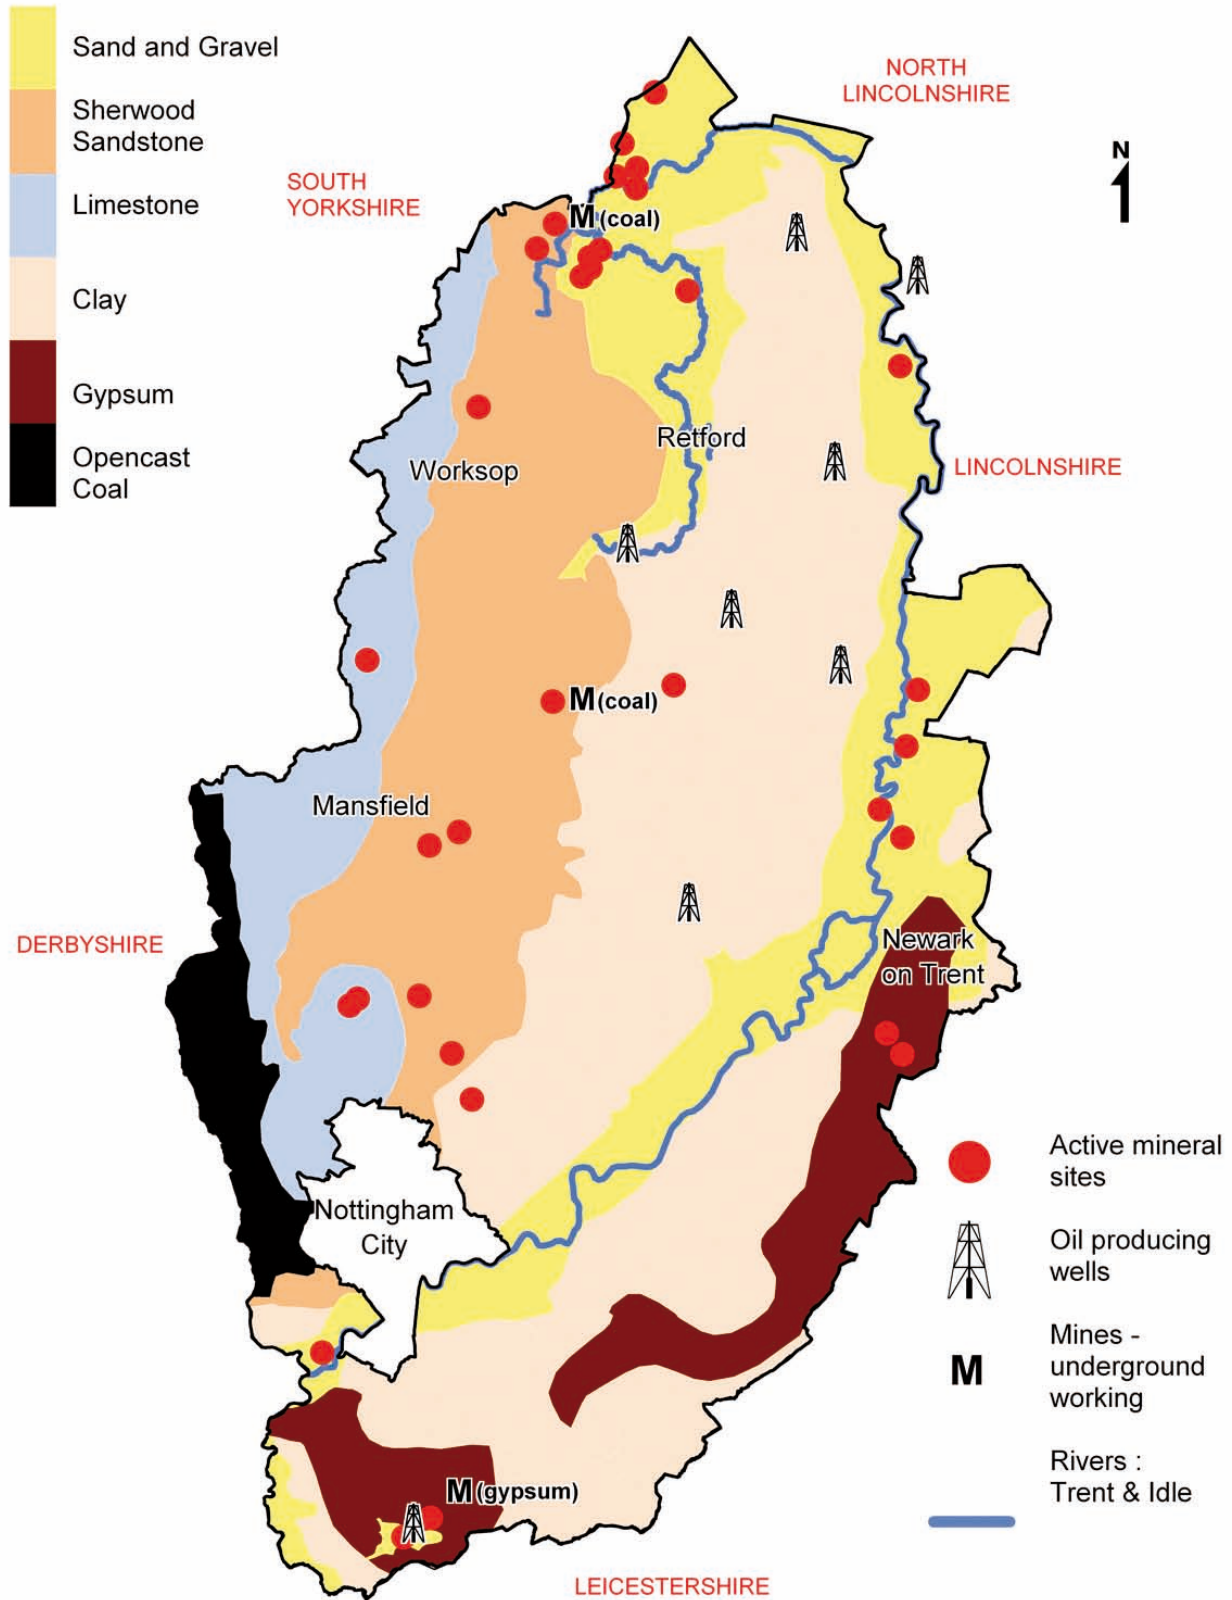 Sand and Gravel
Sherwood
Sandstone
Limestone
Clay
Gypsum
Opencast
Coal
NORTH
LINCOLNSHIRE
N
SOUTH
YORKSHIRE
M (coal)
Retford
Worksop
LINCOLNSHIRE
M (coal)
Mansfield
DERBYSHIRE
Newark
on Trent
Nottingham
City
M (gypsum)
LEICESTERSHIRE
Active mineral
sites
Oil producing
wells
M
Mines -
underground
working
Rivers :
Trent & Idle